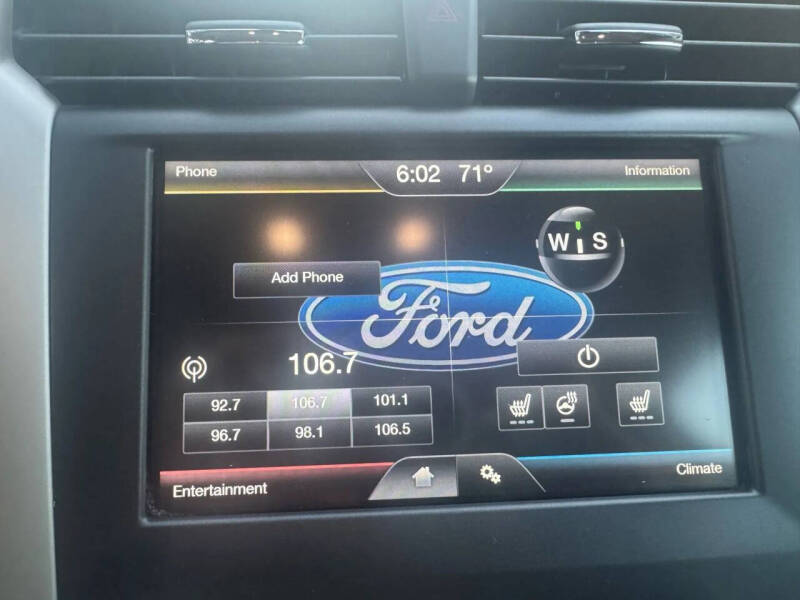 Phone
6:02 71°
Information
W S
Add Phone
Ford
106.7
92.7 106.7 101.1
96.7 98.1 106.5
Entertainment
Climate